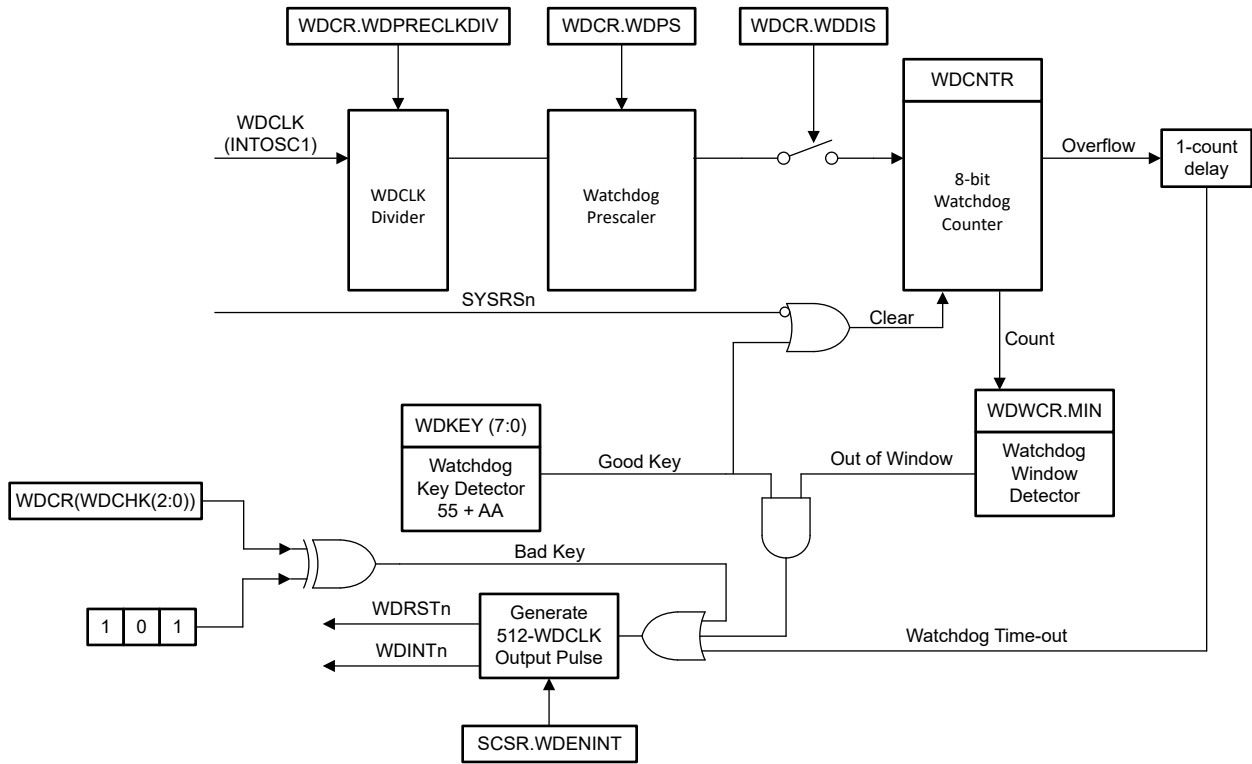 WDCR.WDPRECLKDIV
WDCR.WDPS
WDCR.WDDIS
WDCNTR
WDCLK
(INTOSC1)
Overflow
1-count
delay
WDCLK
Divider
Watchdog
Prescaler
8-bit
Watchdog
Counter
SYSRSn
Clear
Count
WDKEY (7:0)
Watchdog
Key Detector
55 + AA
Good Key
Out of Window
WDWCR.MIN
Watchdog
Window
Detector
WDCR(WDCHK(2:0))
Bad Key
1 0 1
WDRSTn
WDINTn
Generate
512-WDCLK
Output Pulse
Watchdog Time-out
SCSR.WDENINT